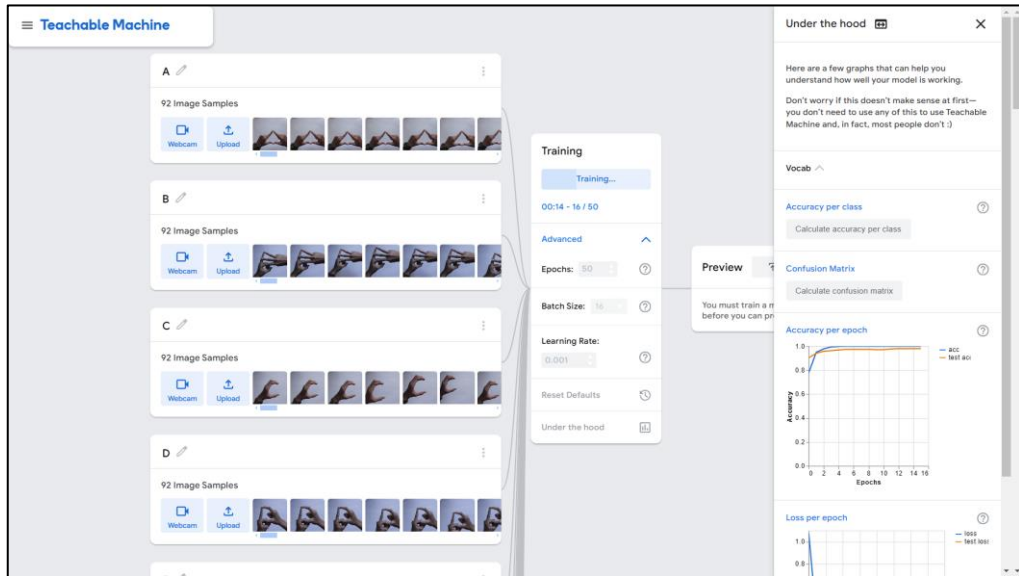 Teachable Machine
A
92 Image Samples
Webcam
Upload
B
92 Image Samples
Webcam
Upload
C
92 Image Samples
Webcam
Upload
D
92 Image Samples
Webcam
Upload
Training
Training...
00:14 - 16 / 50
Advanced
Epochs: 50
Batch Size: 16
Learning Rate:
0.001
Reset Defaults
Under the hood
Preview
You must train a m
before you can pr
Under the hood
Here are a few graphs that can help you
understand how well your model is working.
Don't worry if this doesn't make sense at first—
you don't need to use any of this to use Teachable
Machine and, in fact, most people don't :)
Vocab
Accuracy per class
Calculate accuracy per class
Confusion Matrix
Calculate confusion matrix
Accuracy per epoch
1.0
0.8
0.6
0.4
0.2
0.0
Accuracy
0 2 4 6 8 10 12 14 16
Epochs
acc
test acc
Loss per epoch
1.0
0.8
loss
test loss